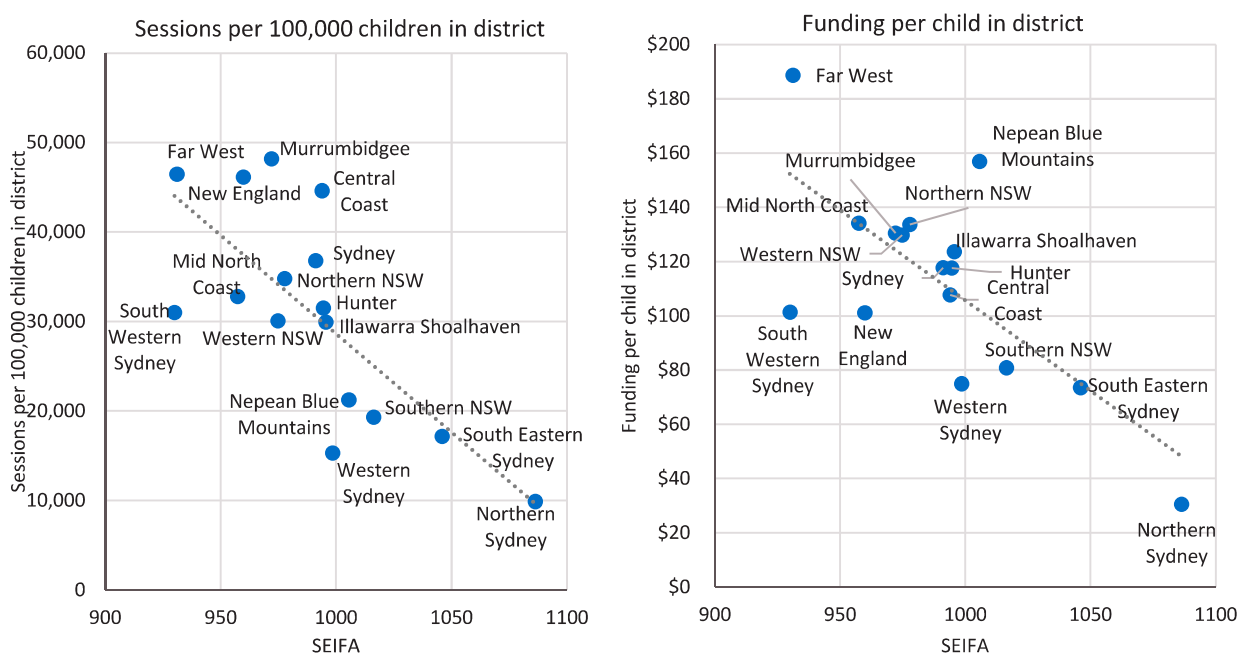 Sessions per 100,000 children in district
60,000
50,000
40,000
30,000
20,000
10,000
0
Sessions per 100,000 children in district
900
950
1000
1050
1100
SEIFA
Far West
Murrumbidgee
New England
Central
Coast
Sydney
Mid North
Coast
Northern NSW
Hunter
South
Western
Sydney
Western NSW
Illawarra Shoalhaven
Nepean Blue
Mountains
Southern NSW
South Eastern
Sydney
Western
Sydney
Northern
Sydney
Funding per child in district
$200
$180
$160
$140
$120
$100
$80
$60
$40
$20
$0
Funding per child in district
900
950
1000
1050
1100
SEIFA
Far West
Nepean Blue
Mountains
Murrumbidgee
Northern NSW
Mid North Coast
Western NSW
Illawarra Shoalhaven
Sydney
Hunter
Central
Coast
South
Western
Sydney
New
England
Southern NSW
Western
Sydney
South Eastern
Sydney
Northern
Sydney